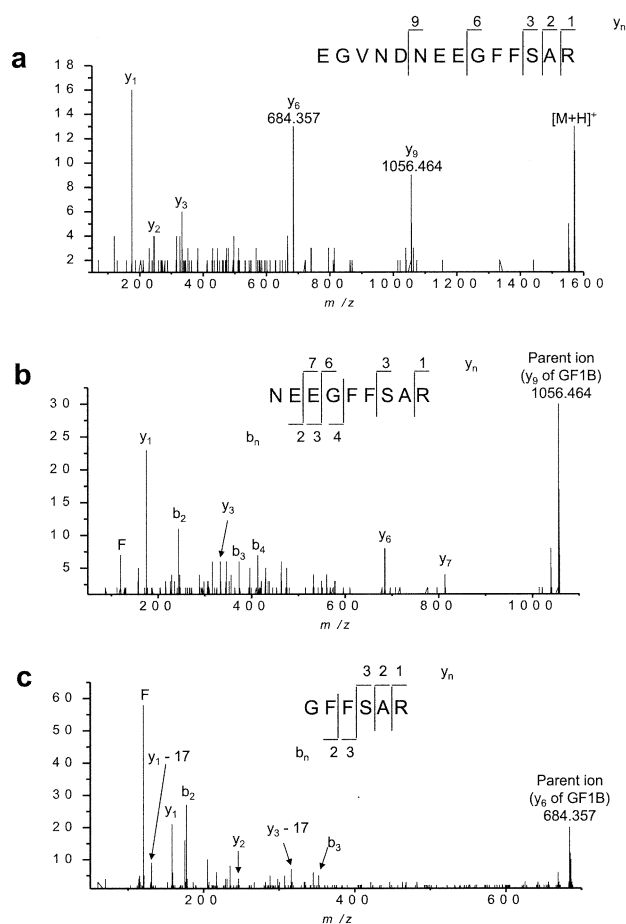 9 6 3 2 1 yn
a
E G V N D N E E G F F S A R
18
16
14
12
10
8
6
4
2
y1
y2
y3
y6
684.357
y9
1056.464
[M+H]+
200 400 600 800 1000 1200 1400 1600
m /z
b
7 6 3 1 yn
N E E G F F S A R
bn 2 3 4
Parent ion
(y9 of GF1B)
1056.464
30
25
20
15
10
5
F
y1
b2
y3
b3
b4
y6
y7
200 400 600 800 1000
m /z
c
3 2 1 yn
G F F S A R
bn 2 3
60
50
40
30
20
10
F
y1 - 17
y1
b2
y2
y3 - 17
b3
Parent ion
(y6 of GF1B)
684.357
200 400 600
m /z